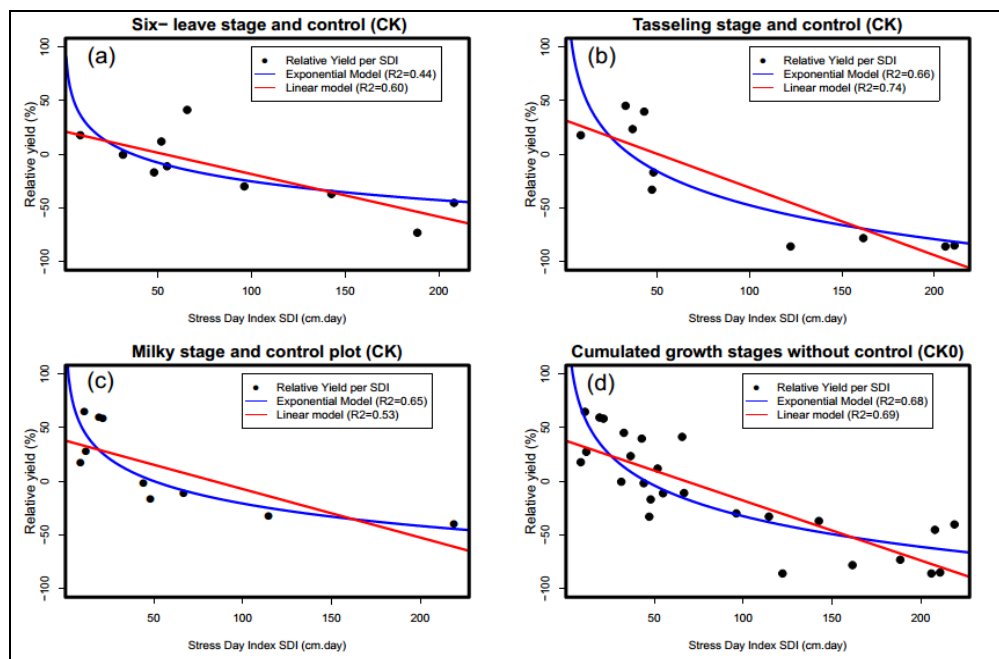 Six− leave stage and control (CK)
(a)
Relative Yield per SDI
Exponential Model (R2=0.44)
Linear model (R2=0.60)
Relative yield (%)
100
50
0
−50
−100
50
100
150
200
Stress Day Index SDI (cm.day)
Tasseling stage and control (CK)
(b)
Relative Yield per SDI
Exponential Model (R2=0.66)
Linear model (R2=0.74)
Relative yield (%)
100
50
0
−50
−100
50
100
150
200
Stress Day Index SDI (cm.day)
Milky stage and control plot (CK)
(c)
Relative Yield per SDI
Exponential Model (R2=0.65)
Linear model (R2=0.53)
Relative yield (%)
100
50
0
−50
−100
50
100
150
200
Stress Day Index SDI (cm.day)
Cumulated growth stages without control (CK0)
(d)
Relative Yield per SDI
Exponential Model (R2=0.68)
Linear model (R2=0.69)
Relative yield (%)
100
50
0
−50
−100
50
100
150
200
Stress Day Index SDI (cm.day)